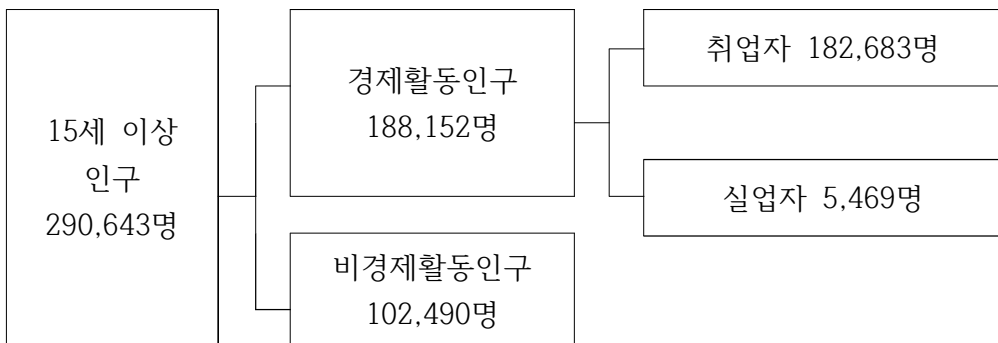 15세 이상
인구
290,643명
경제활동인구
188,152명
비경제활동인구
102,490명
취업자 182,683명
실업자 5,469명